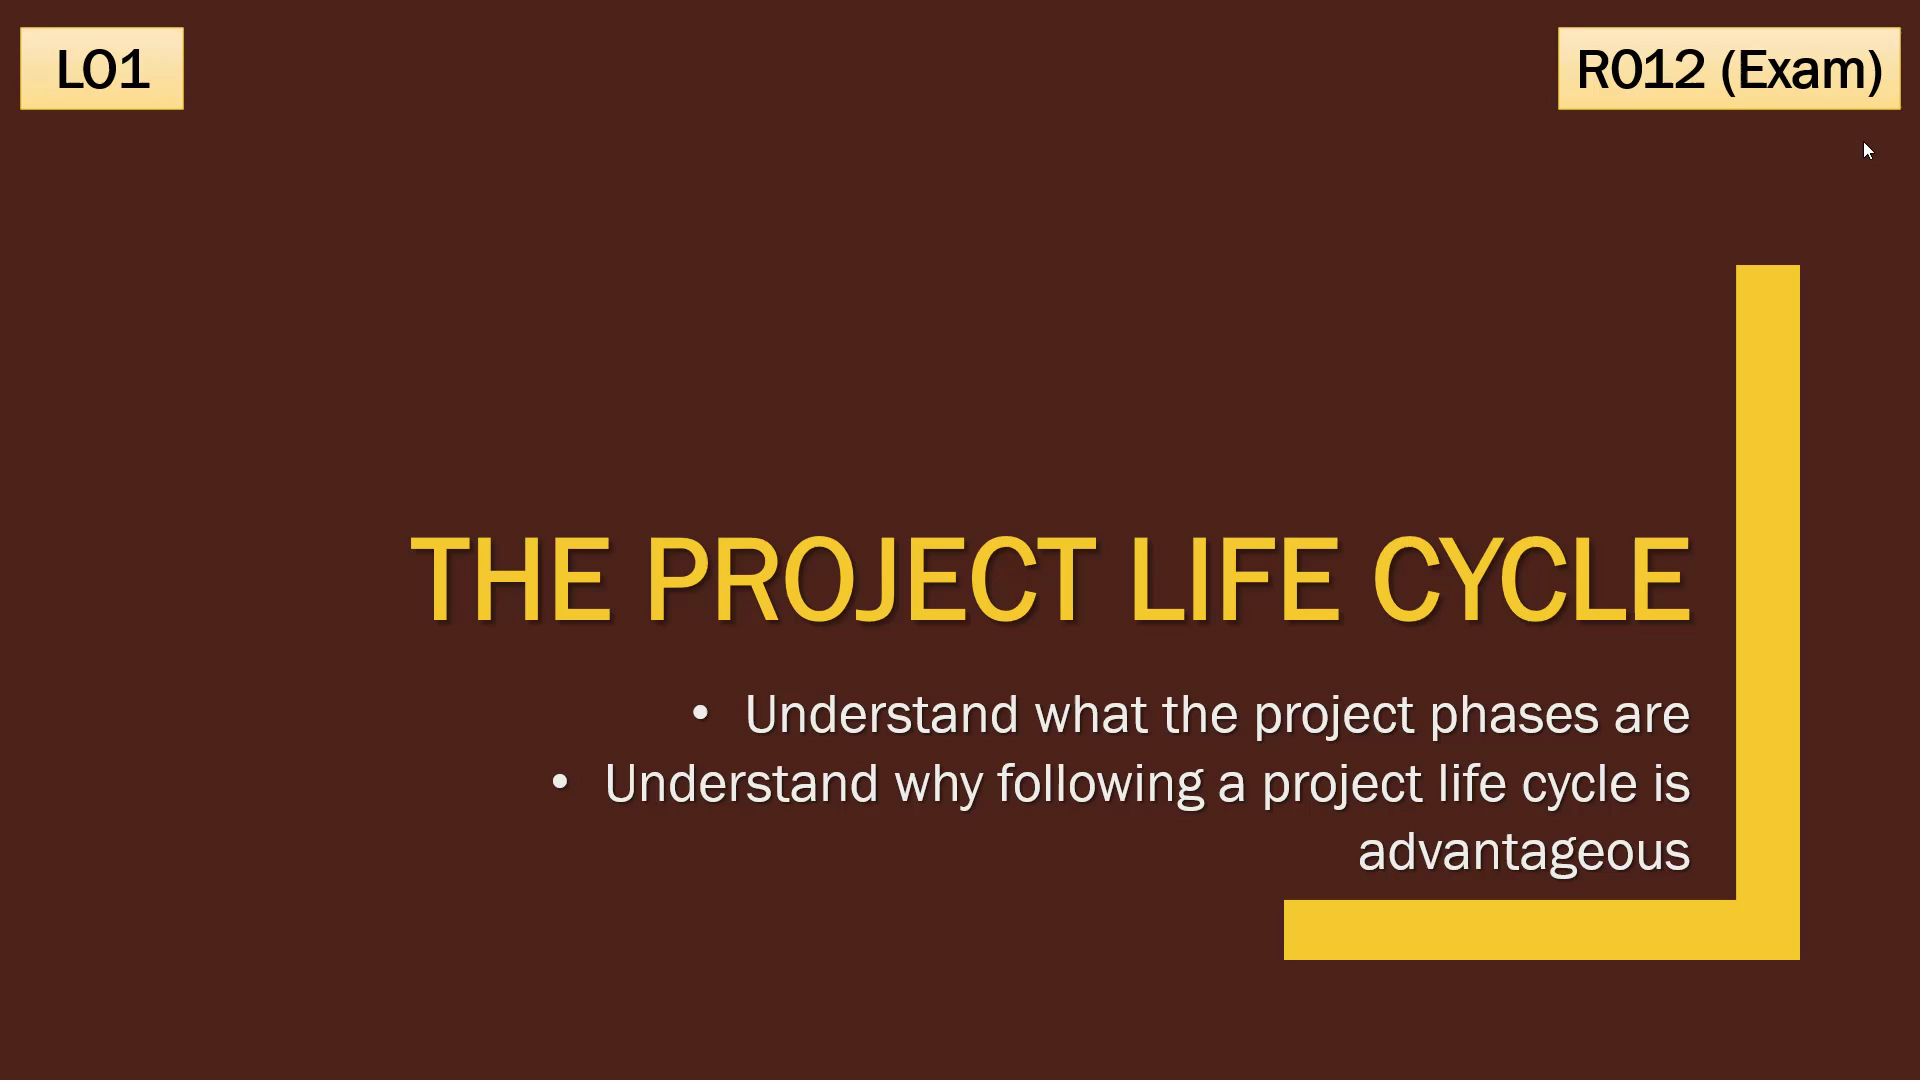 LO1
R012 (Exam)
THE PROJECT LIFE CYCLE
• Understand what the project phases are
• Understand why following a project life cycle is
advantageous